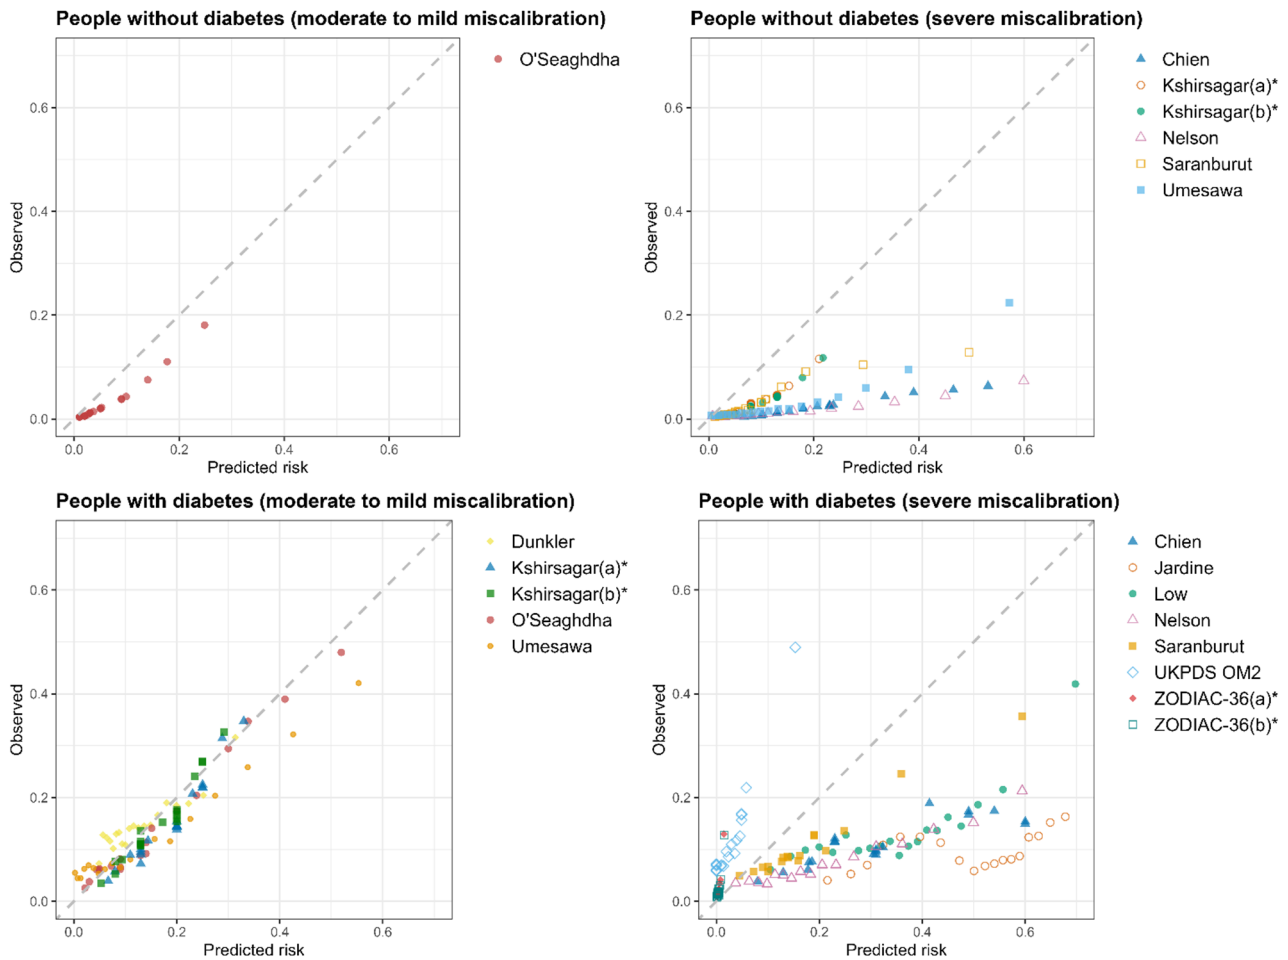 People without diabetes (moderate to mild miscalibration)
0.6
0.4
0.2
0.0
Observed
0.0 0.2 0.4 0.6
Predicted risk
O'Seaghdha
People without diabetes (severe miscalibration)
0.6
0.4
0.2
0.0
Observed
0.0 0.2 0.4 0.6
Predicted risk
Chien
Kshirsagar(a)*
Kshirsagar(b)*
Nelson
Saranburut
Umesawa
People with diabetes (moderate to mild miscalibration)
0.6
0.4
0.2
0.0
Observed
0.0 0.2 0.4 0.6
Predicted risk
Dunkler
Kshirsagar(a)*
Kshirsagar(b)*
O'Seaghdha
Umesawa
People with diabetes (severe miscalibration)
0.6
0.4
0.2
0.0
Observed
0.0 0.2 0.4 0.6
Predicted risk
Chien
Jardine
Low
Nelson
Saranburut
UKPDS OM2
ZODIAC-36(a)*
ZODIAC-36(b)*